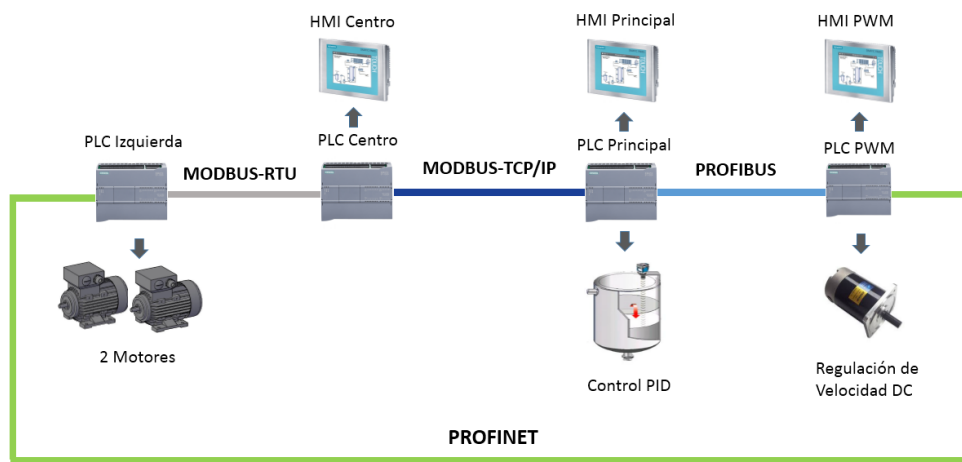 HMI Centro
HMI Principal
HMI PWM
PLC Izquierda
PLC Centro
PLC Principal
PLC PWM
MODBUS-RTU
MODBUS-TCP/IP
PROFIBUS
2 Motores
Control PID
Regulación de
Velocidad DC
PROFINET